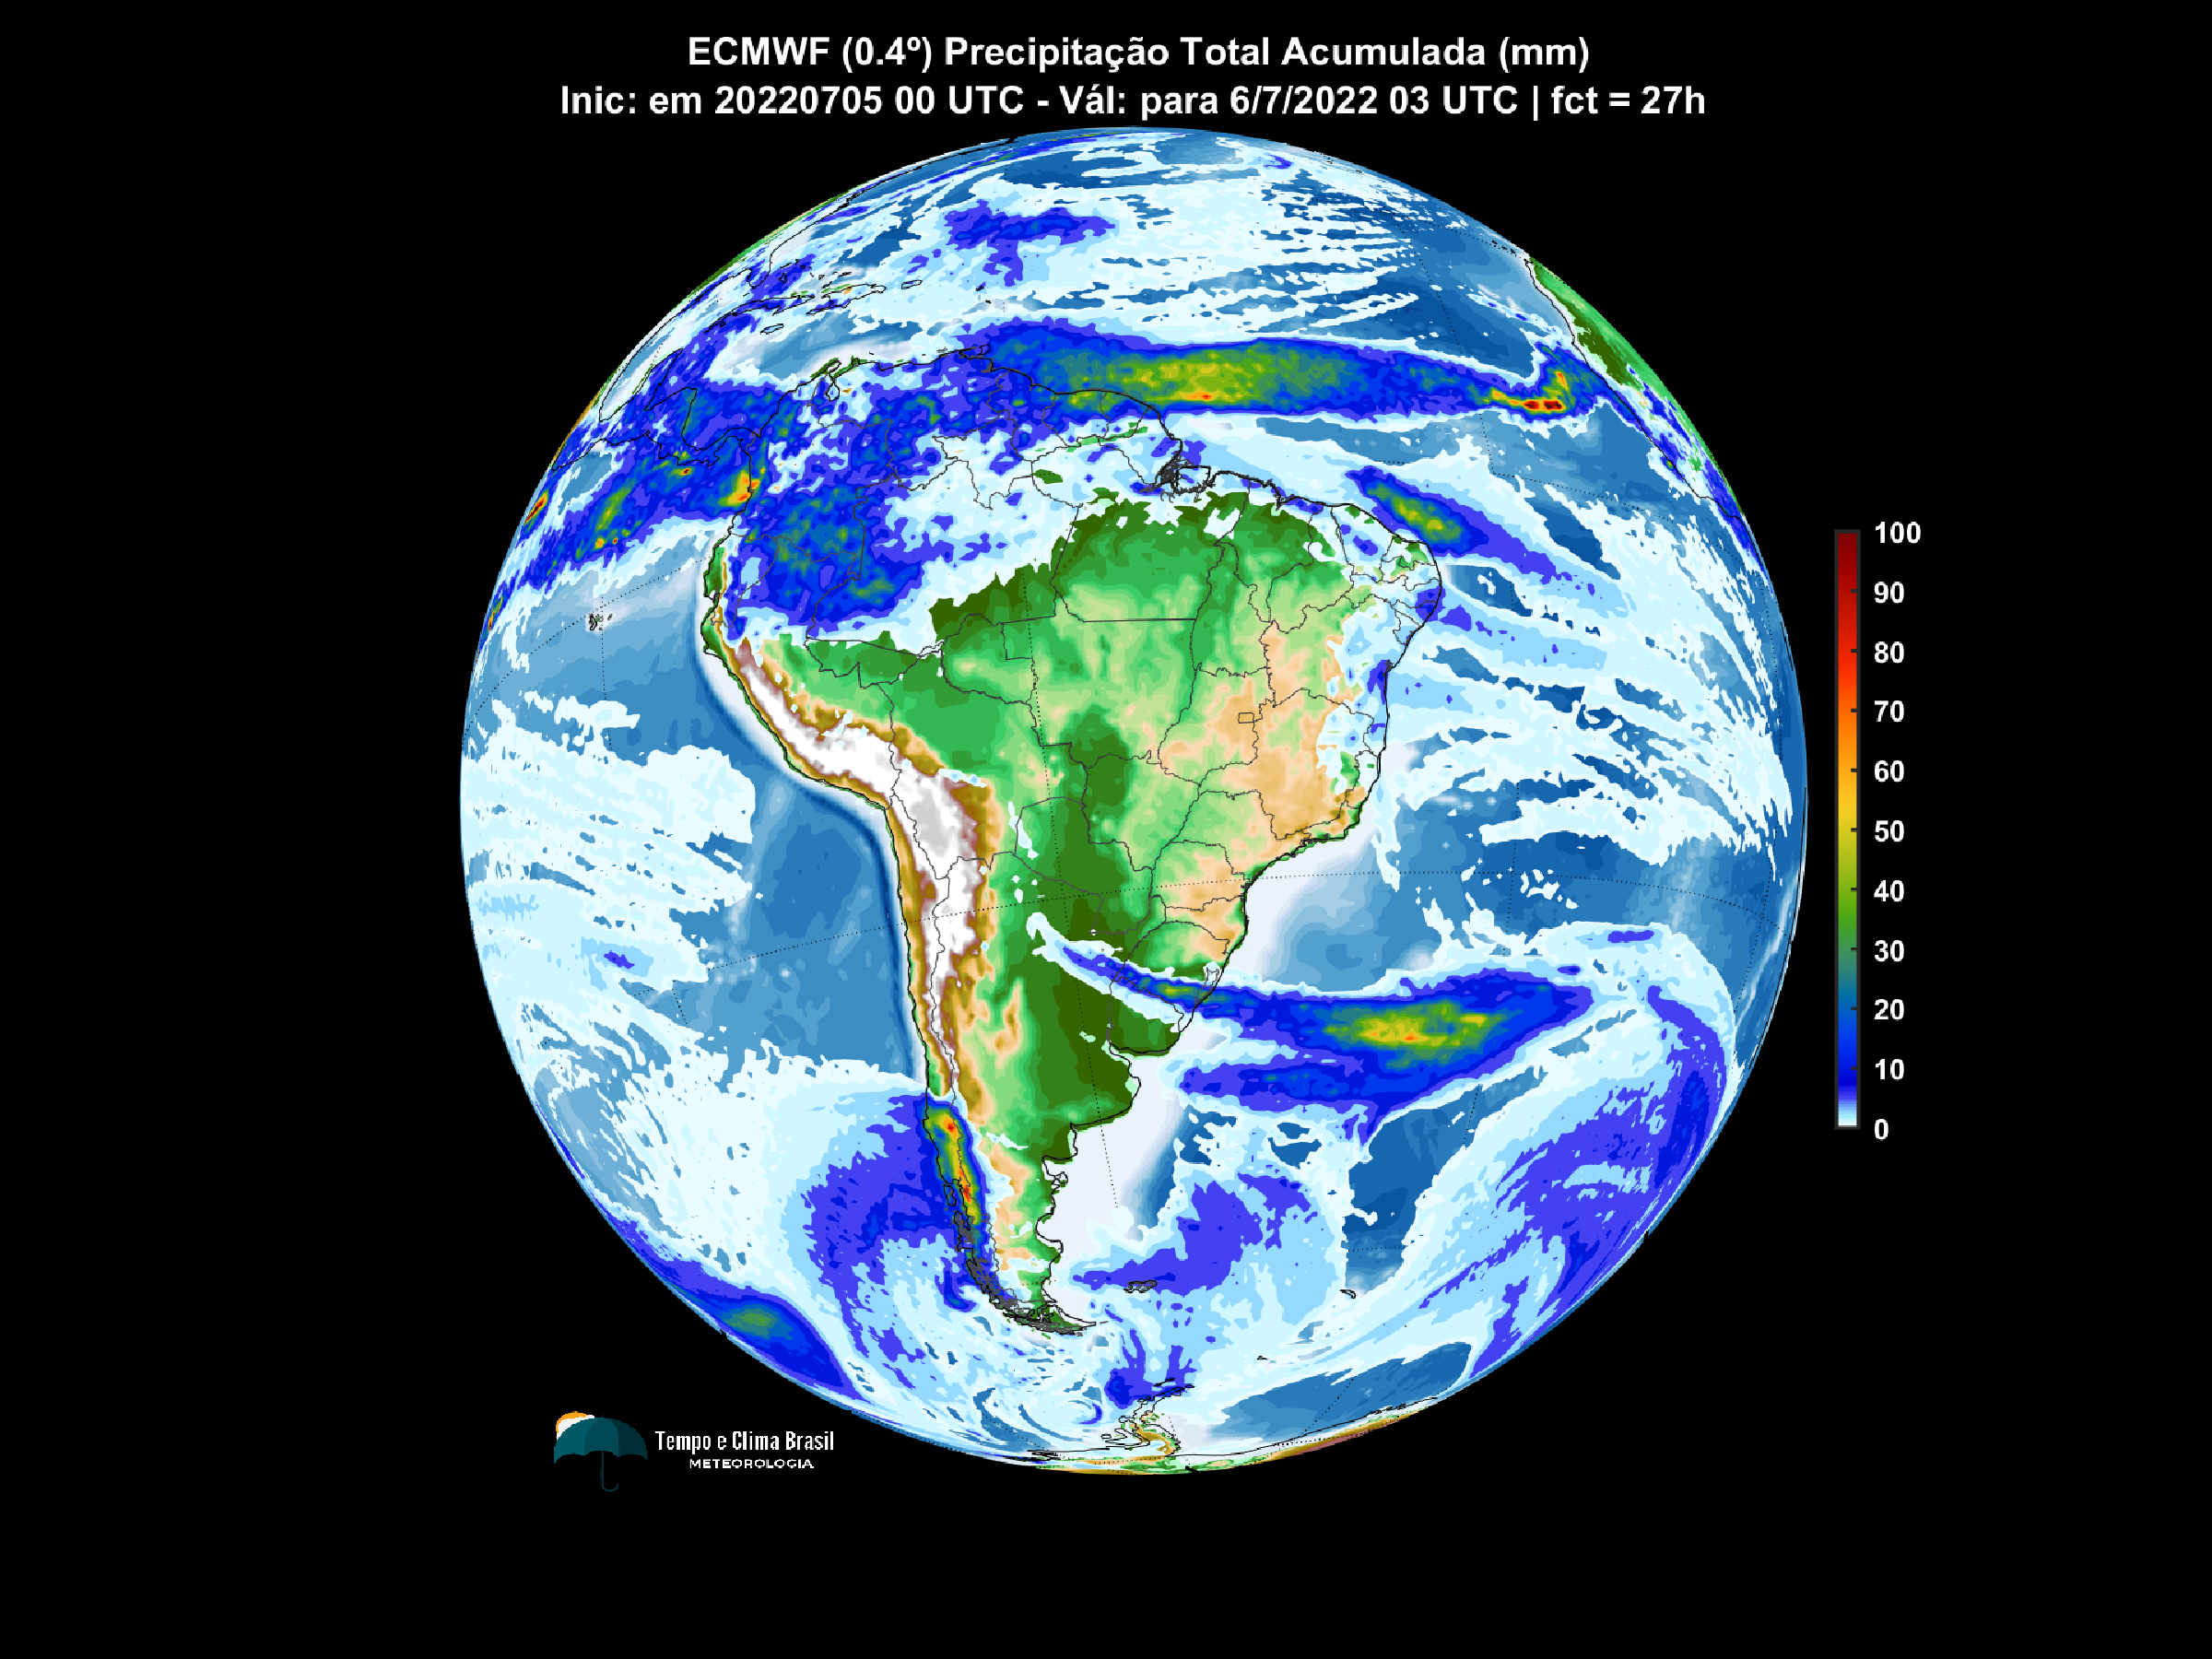 ECMWF (0.4º) Precipitação Total Acumulada (mm)
Inic: em 20220705 00 UTC - Vál: para 6/7/2022 03 UTC | fct = 27h
100
90
80
70
60
50
40
30
20
10
0
Tempo e Clima Brasil
METEOROLOGIA